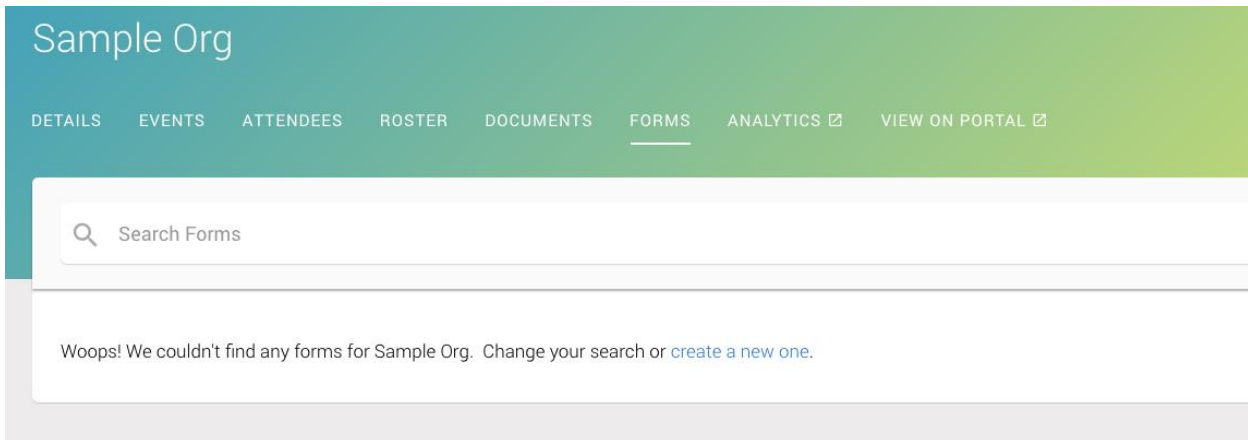 Sample Org
DETAILS EVENTS ATTENDEES ROSTER DOCUMENTS FORMS ANALYTICS VIEW ON PORTAL
Search Forms
Woops! We couldn't find any forms for Sample Org. Change your search or create a new one.